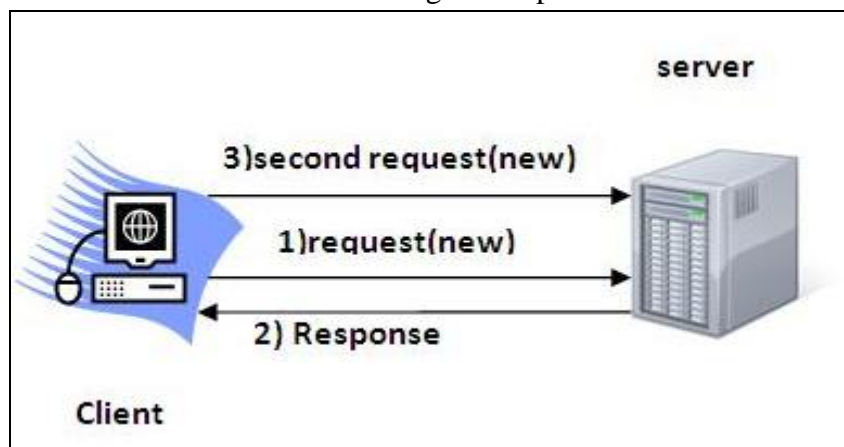 server
3)second request(new)
1)request(new)
2) Response
Client